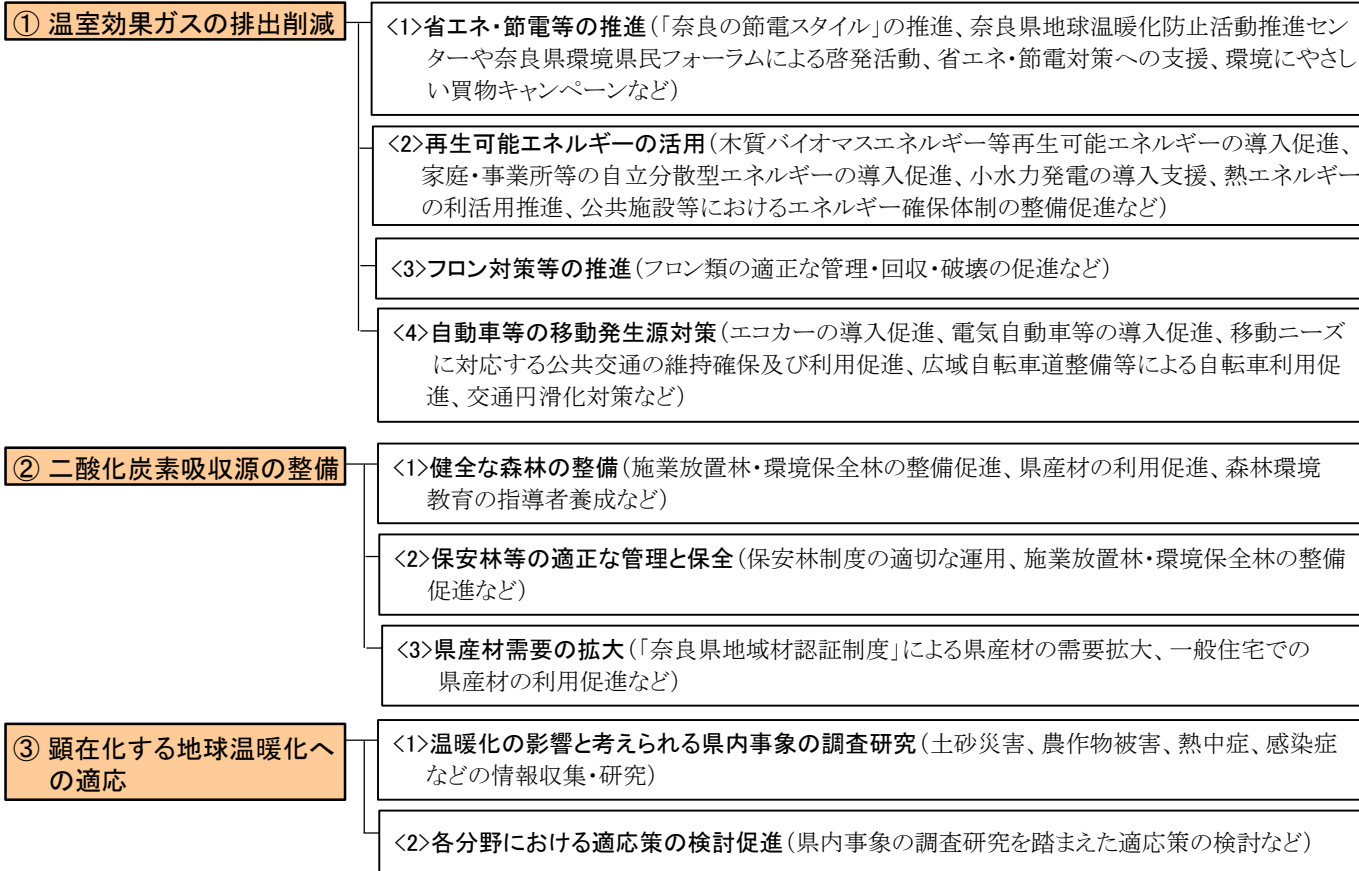 ① 温室効果ガスの排出削減
<1>省エネ・節電等の推進(「奈良の節電スタイル」の推進、奈良県地球温暖化防止活動推進セン
ターや奈良県環境県民フォーラムによる啓発活動、省エネ・節電対策への支援、環境にやさし
い買物キャンペーンなど)
<2>再生可能エネルギーの活用(木質バイオマスエネルギー等再生可能エネルギーの導入促進、
家庭・事業所等の自立分散型エネルギーの導入促進、小水力発電の導入支援、熱エネルギー
の利活用推進、公共施設等におけるエネルギー確保体制の整備促進など)
<3>フロン対策等の推進(フロン類の適正な管理・回収・破壊の促進など)
<4>自動車等の移動発生源対策(エコカーの導入促進、電気自動車等の導入促進、移動ニーズ
に対応する公共交通の維持確保及び利用促進、広域自転車道整備等による自転車利用促
進、交通円滑化対策など)
② 二酸化炭素吸収源の整備
<1>健全な森林の整備(施業放置林・環境保全林の整備促進、県産材の利用促進、森林環境
教育の指導者養成など)
<2>保安林等の適正な管理と保全(保安林制度の適切な運用、施業放置林・環境保全林の整備
促進など)
<3>県産材需要の拡大(「奈良県地域材認証制度」による県産材の需要拡大、一般住宅での
県産材の利用促進など)
③ 顕在化する地球温暖化へ
の適応
<1>温暖化の影響と考えられる県内事象の調査研究(土砂災害、農作物被害、熱中症、感染症
などの情報収集・研究)
<2>各分野における適応策の検討促進(県内事象の調査研究を踏まえた適応策の検討など)